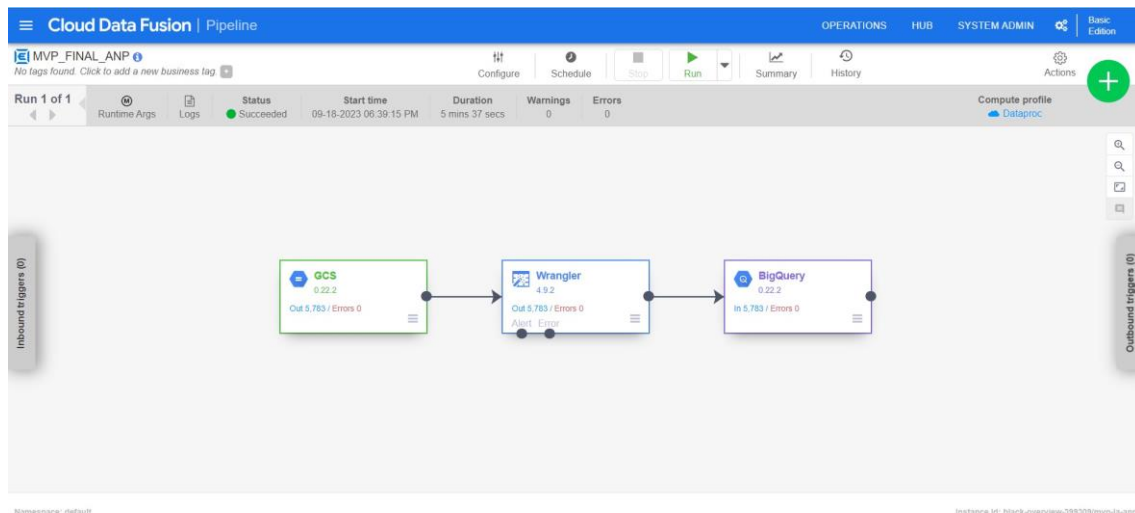 Cloud Data Fusion | Pipeline
OPERATIONS HUB SYSTEM ADMIN Basic Edition
MVP_FINAL_ANP
No tags found. Click to add a new business tag.
Configure Schedule Stop Run Summary History Actions
Run 1 of 1
Runtime Args Logs
Status
Succeeded
Start time
09-18-2023 06:39:15 PM
Duration
5 mins 37 secs
Warnings
0
Errors
0
Compute profile
Dataproc
Inbound triggers (0)
GCS
0.22.2
Out 5,783 / Errors 0
Wrangler
4.9.2
Out 5,783 / Errors 0
Alert Error
BigQuery
0.22.2
In 5,783 / Errors 0
Outbound triggers (0)
Namespace: default